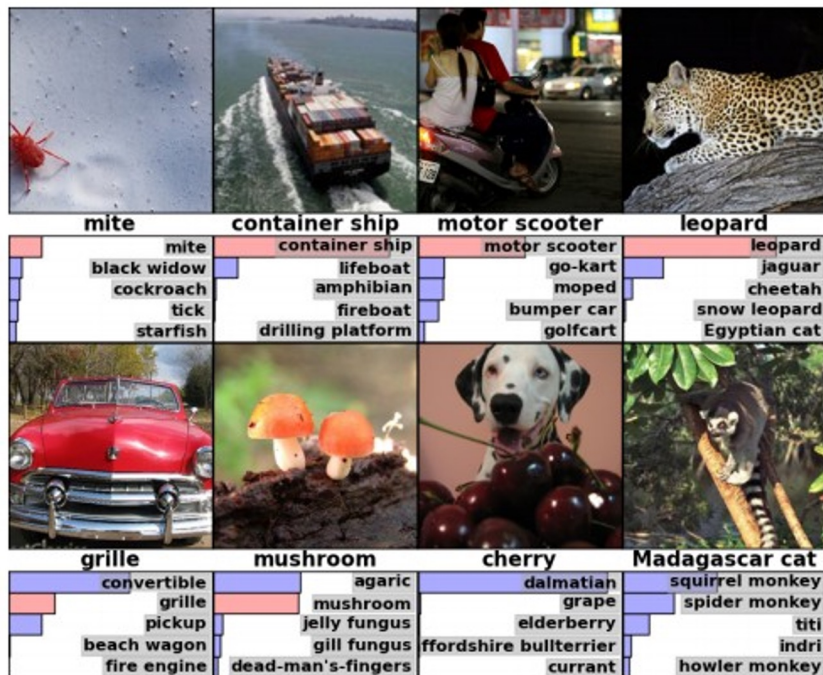 mite
container ship
motor scooter
leopard
mite
black widow
cockroach
tick
starfish
container ship
lifeboat
amphibian
fireboat
drilling platform
motor scooter
go-kart
moped
bumper car
golfcart
leopard
jaguar
cheetah
snow leopard
Egyptian cat
grille
mushroom
cherry
Madagascar cat
convertible
grille
pickup
beach wagon
fire engine
agaric
mushroom
jelly fungus
gill fungus
dead-man's-fingers
dalmatian
grape
elderberry
ffordshire bullterrier
currant
squirrel monkey
spider monkey
titi
indri
howler monkey